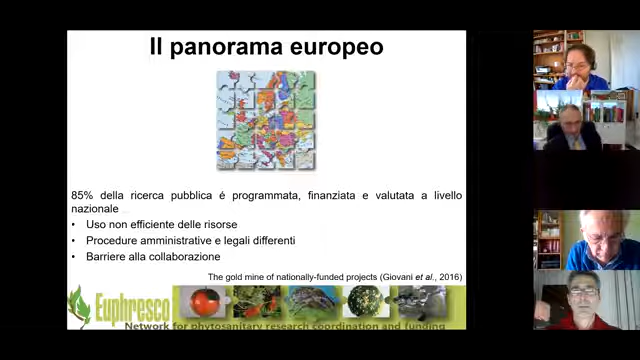 Il panorama europeo
85% della ricerca pubblica é programmata, finanziata e valutata a livello
nazionale
• Uso non efficiente delle risorse
• Procedure amministrative e legali differenti
• Barriere alla collaborazione
The gold mine of nationally-funded projects (Giovani et al., 2016)
Euphresco
Network for phytosanitary research coordination and funding